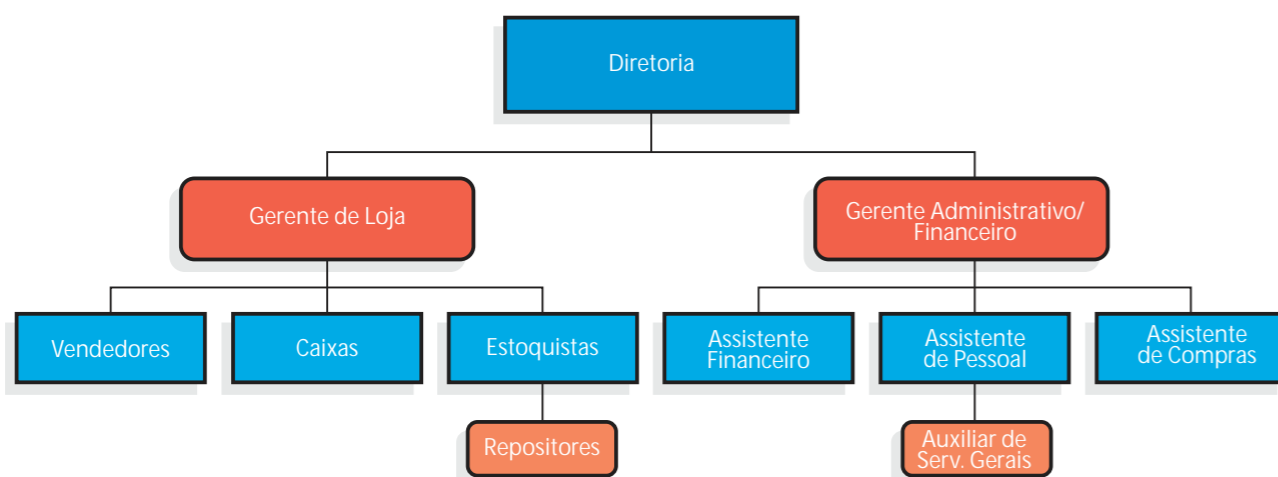 Diretoria
Gerente de Loja
Gerente Administrativo/
Financeiro
Vendedores
Caixas
Estoquistas
Assistente
Financeiro
Assistente
de Pessoal
Assistente
de Compras
Repositores
Auxiliar de
Serv. Gerais